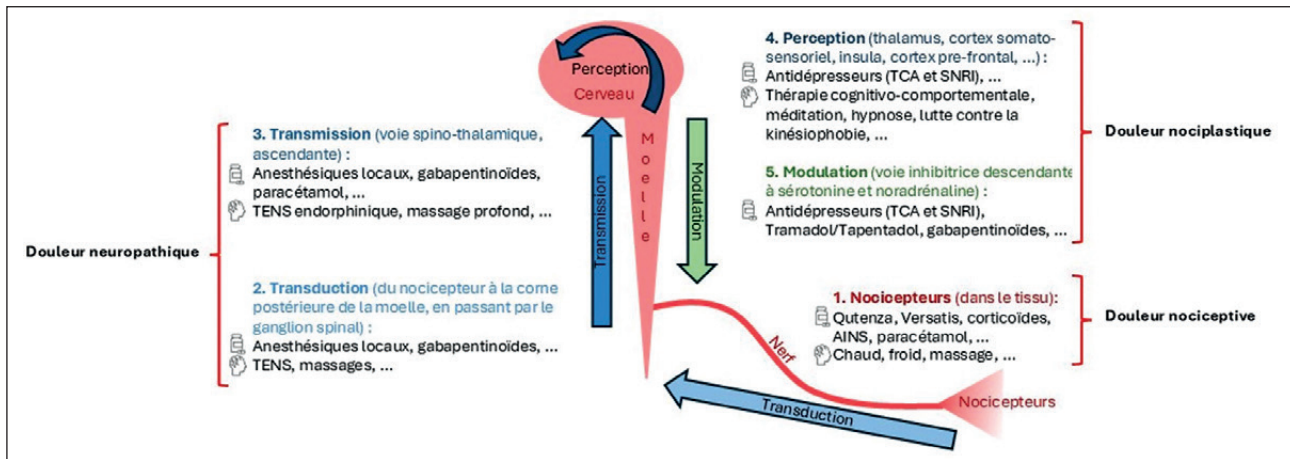 Perception
Cerveau
Moelle
Transmission
Modulation
Nerf
Transduction
Nocicepteurs
Douleur neuropathique
3. Transmission (voie spino-thalamique,
ascendante) :
Anesthésiques locaux, gabapentinoïdes,
paracétamol, ...
TENS endorphinique, massage profond, ...
2. Transduction (du nocicepteur à la corne
postérieure de la moelle, en passant par le
ganglion spinal) :
Anesthésiques locaux, gabapentinoïdes, ...
TENS, massages, ...
4. Perception (thalamus, cortex somato-
sensoriel, insula, cortex pre-frontal, ...) :
Antidépresseurs (TCA et SNRI), ...
Thérapie cognitivo-comportementale,
méditation, hypnose, lutte contre la
kinésiophobie, ...
5. Modulation (voie inhibitrice descendante
à sérotonine et noradrénaline) :
Antidépresseurs (TCA et SNRI),
Tramadol/Tapentadol, gabapentinoïdes, ...
Douleur nociplastique
1. Nocicepteurs (dans le tissu):
Qutenza, Versatis, corticoïdes,
AINS, paracétamol, ...
Chaud, froid, massage, ...
Douleur nociceptive